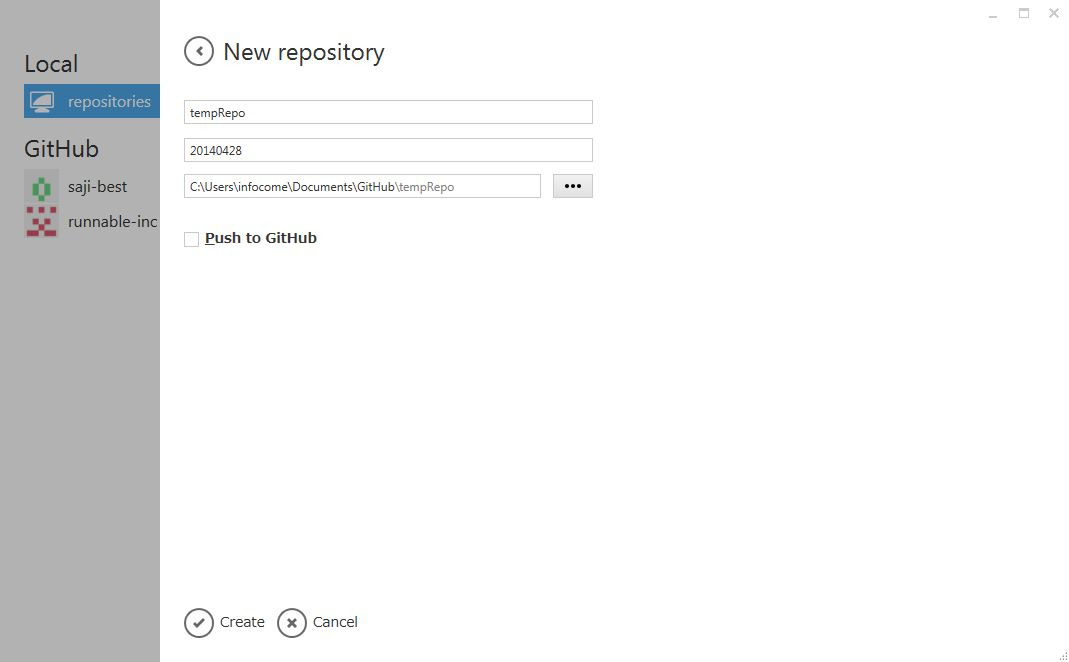 Local
repositories
GitHub
saji-best
runnable-inc
New repository
tempRepo
20140428
C:\Users\infocome\Documents\GitHub\tempRepo
•••
Push to GitHub
Create
Cancel